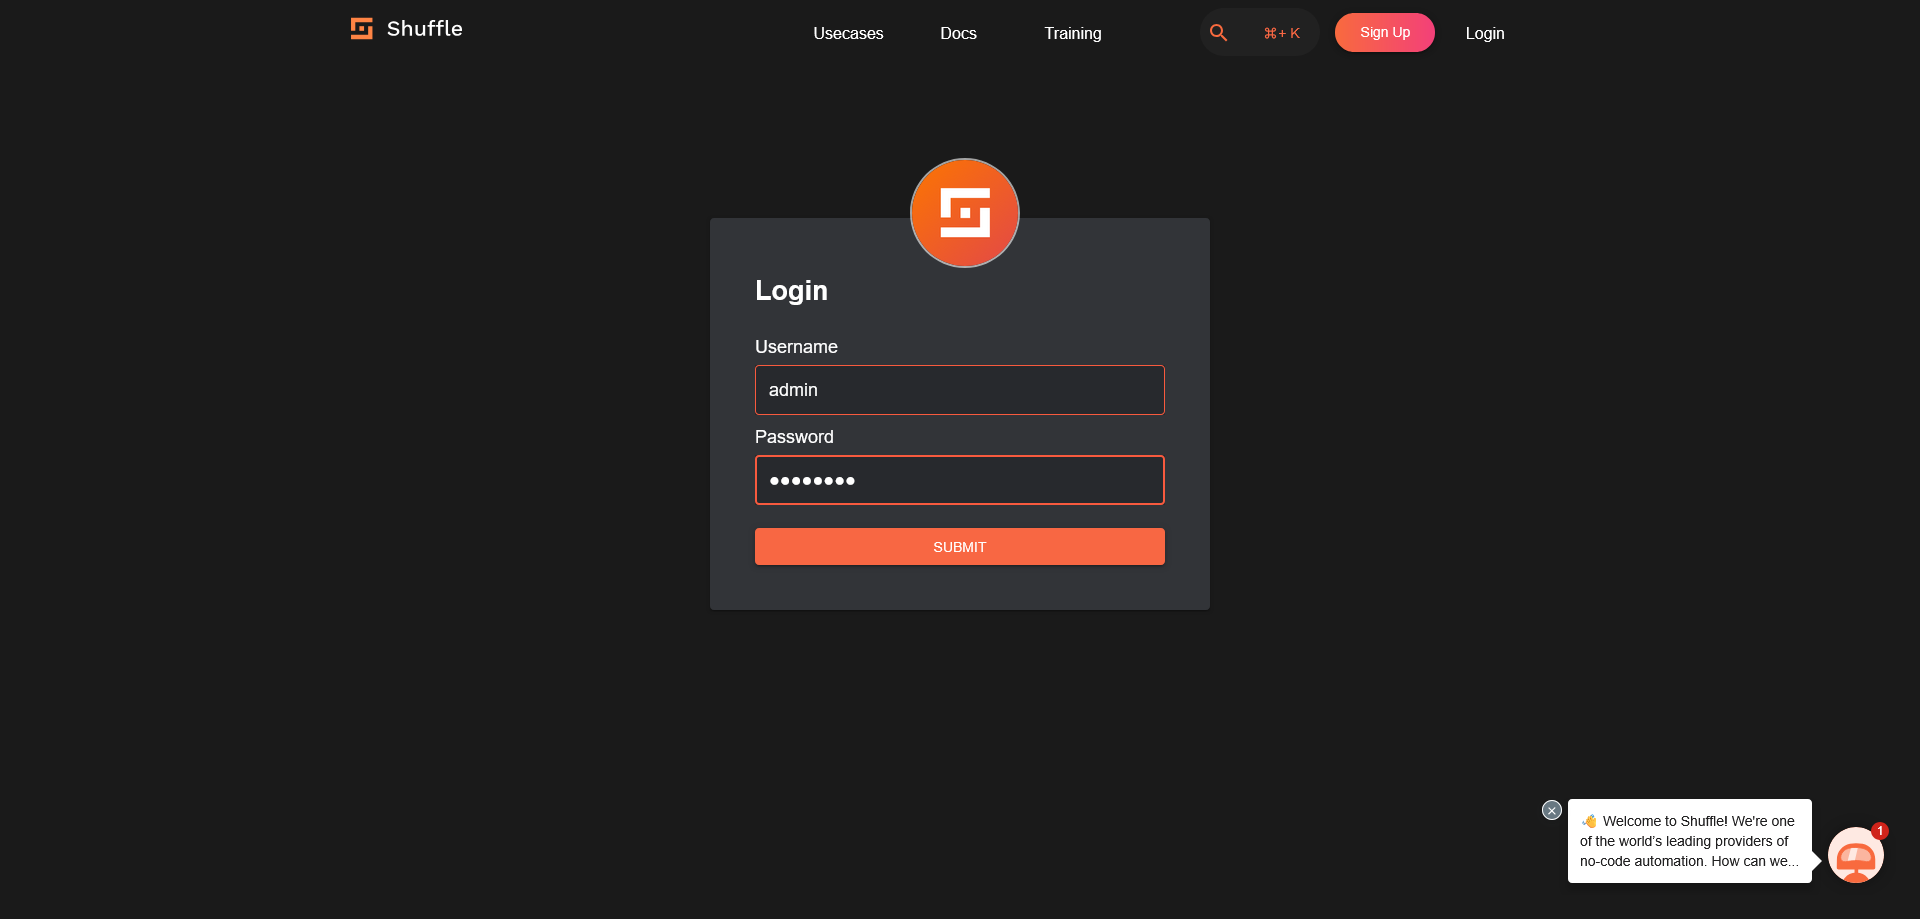 Shuffle
Usecases
Docs
Training
⌘+ K
Sign Up
Login
Login
Username
admin
Password
••••••••
SUBMIT
👋 Welcome to Shuffle! We're one
of the world’s leading providers of
no-code automation. How can we...
1